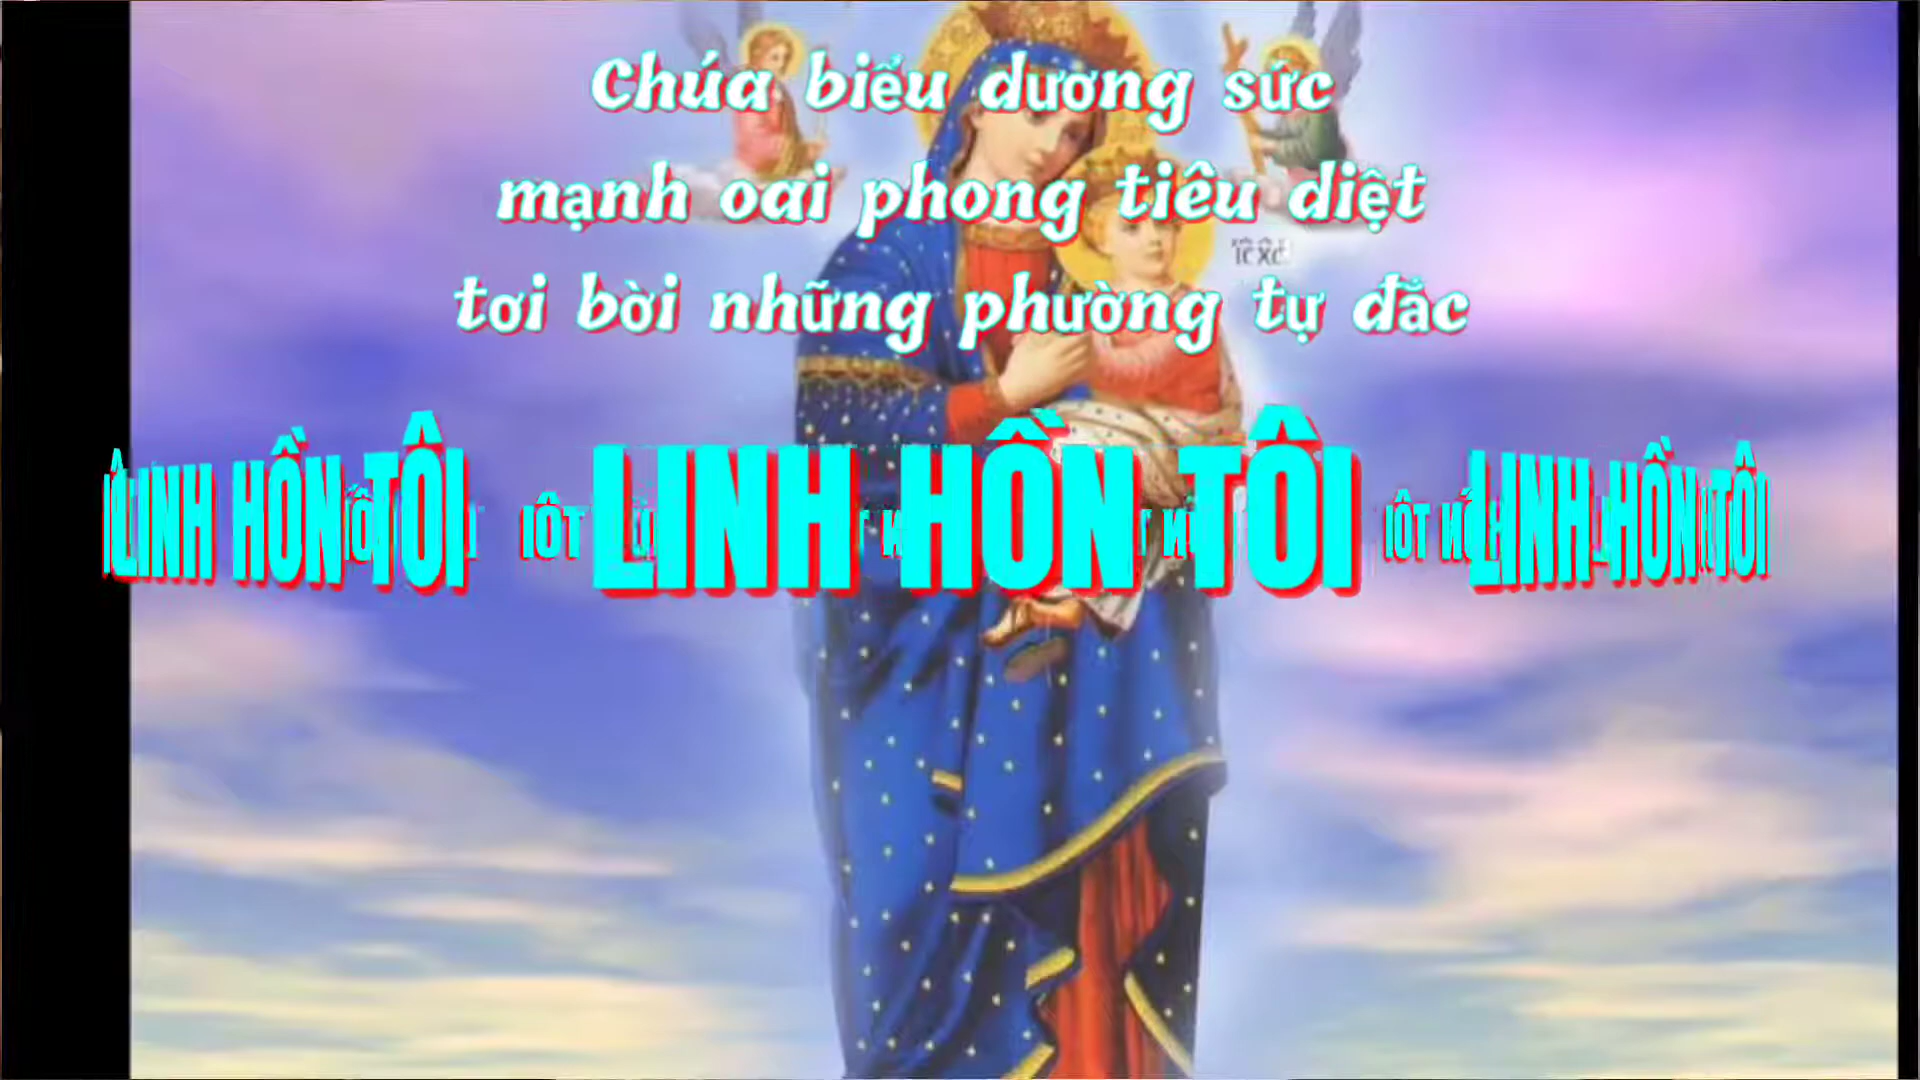 Chúa biểu dương sức
mạnh oai phong tiêu diệt
tơi bời những phường tự đắc
LINH HỒN TÔI LINH HỒN TÔI LINH HỒN TÔI